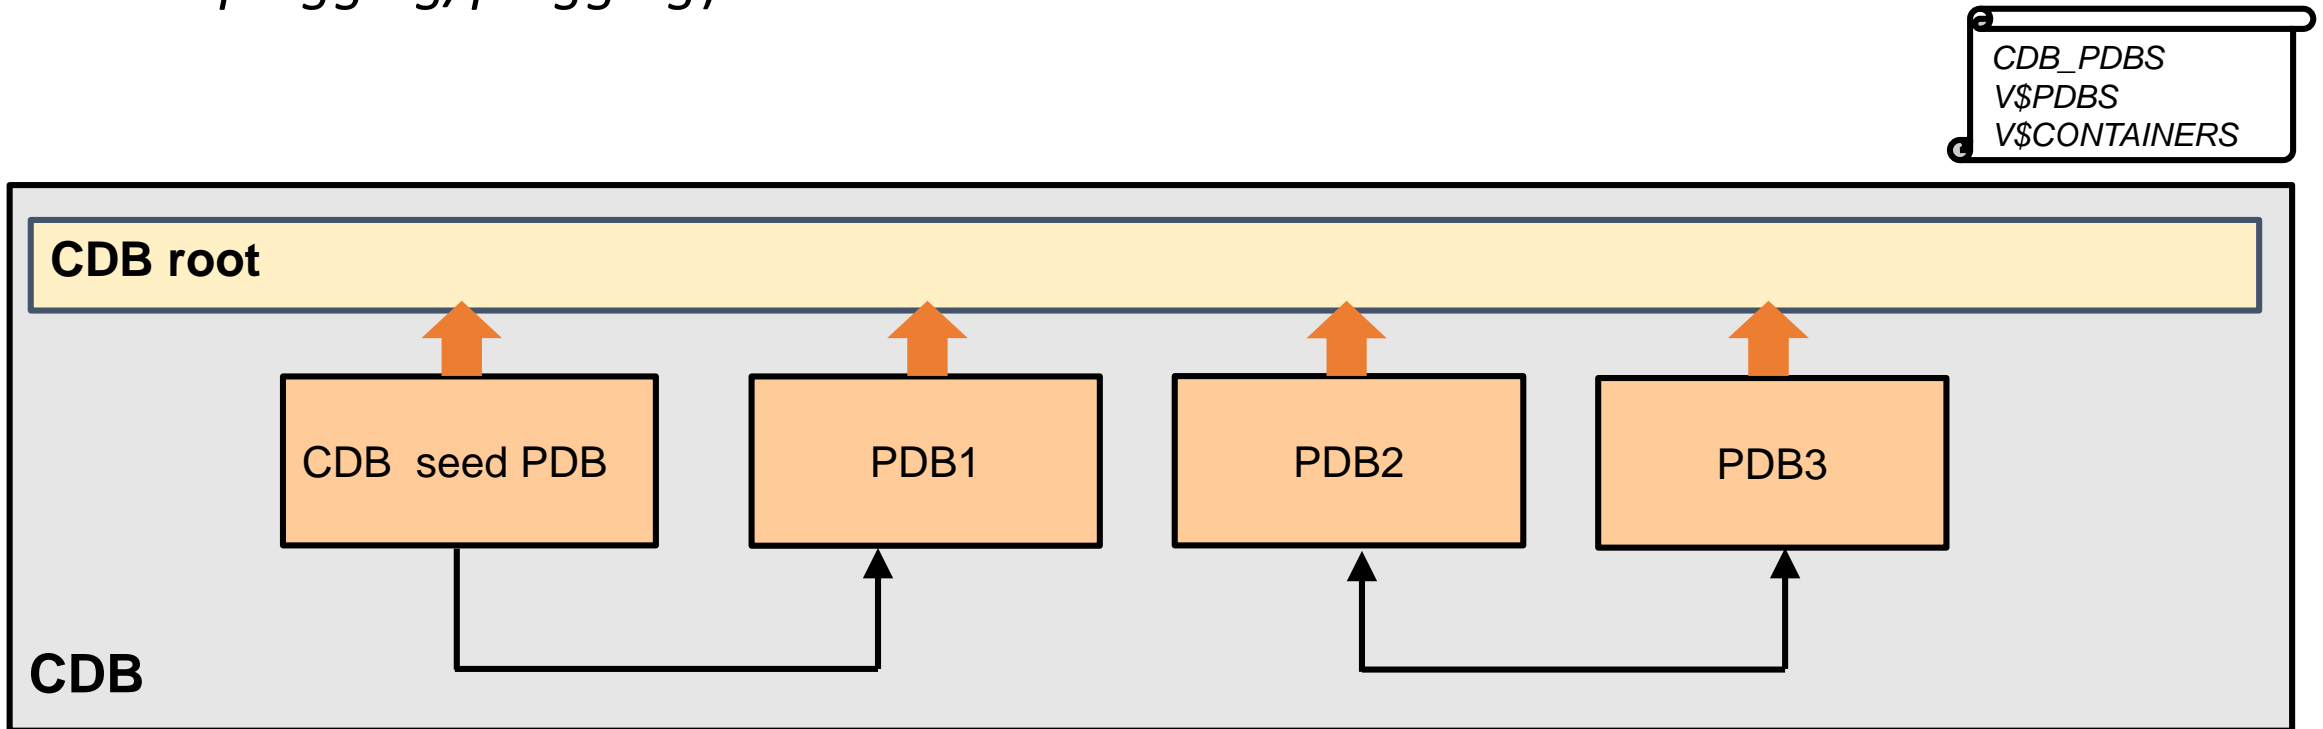 CDB_PDBS
V$PDBS
V$CONTAINERS
CDB root
CDB seed PDB
PDB1
PDB2
PDB3
CDB